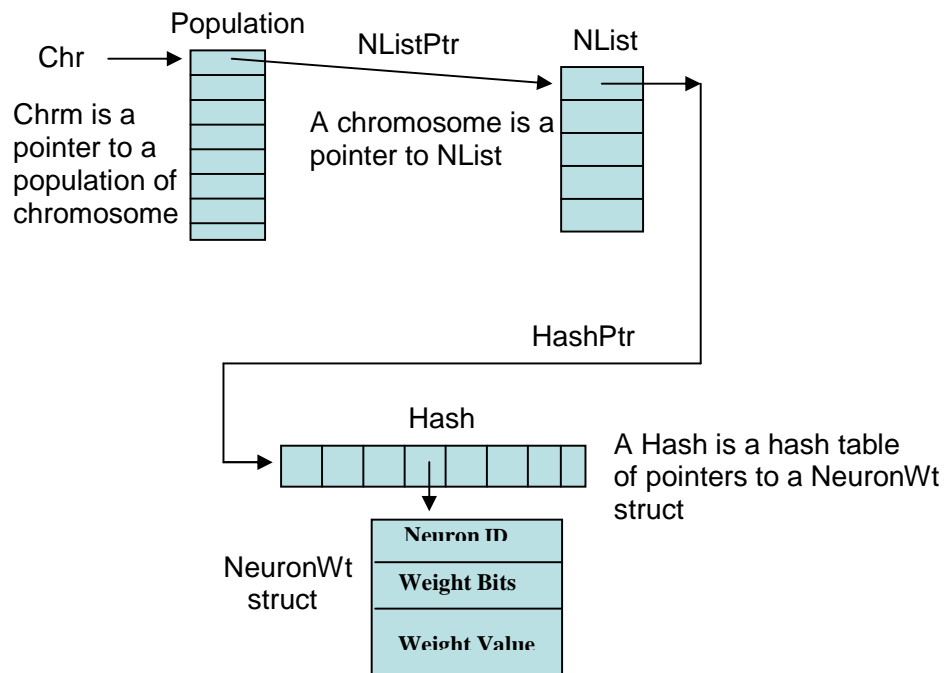 Population
NListPtr
NList
Chr
Chrm is a
pointer to a
population of
chromosome
A chromosome is a
pointer to NList
HashPtr
Hash
A Hash is a hash table
of pointers to a NeuronWt
struct
NeuronWt
struct
Neuron ID
Weight Bits
Weight Value